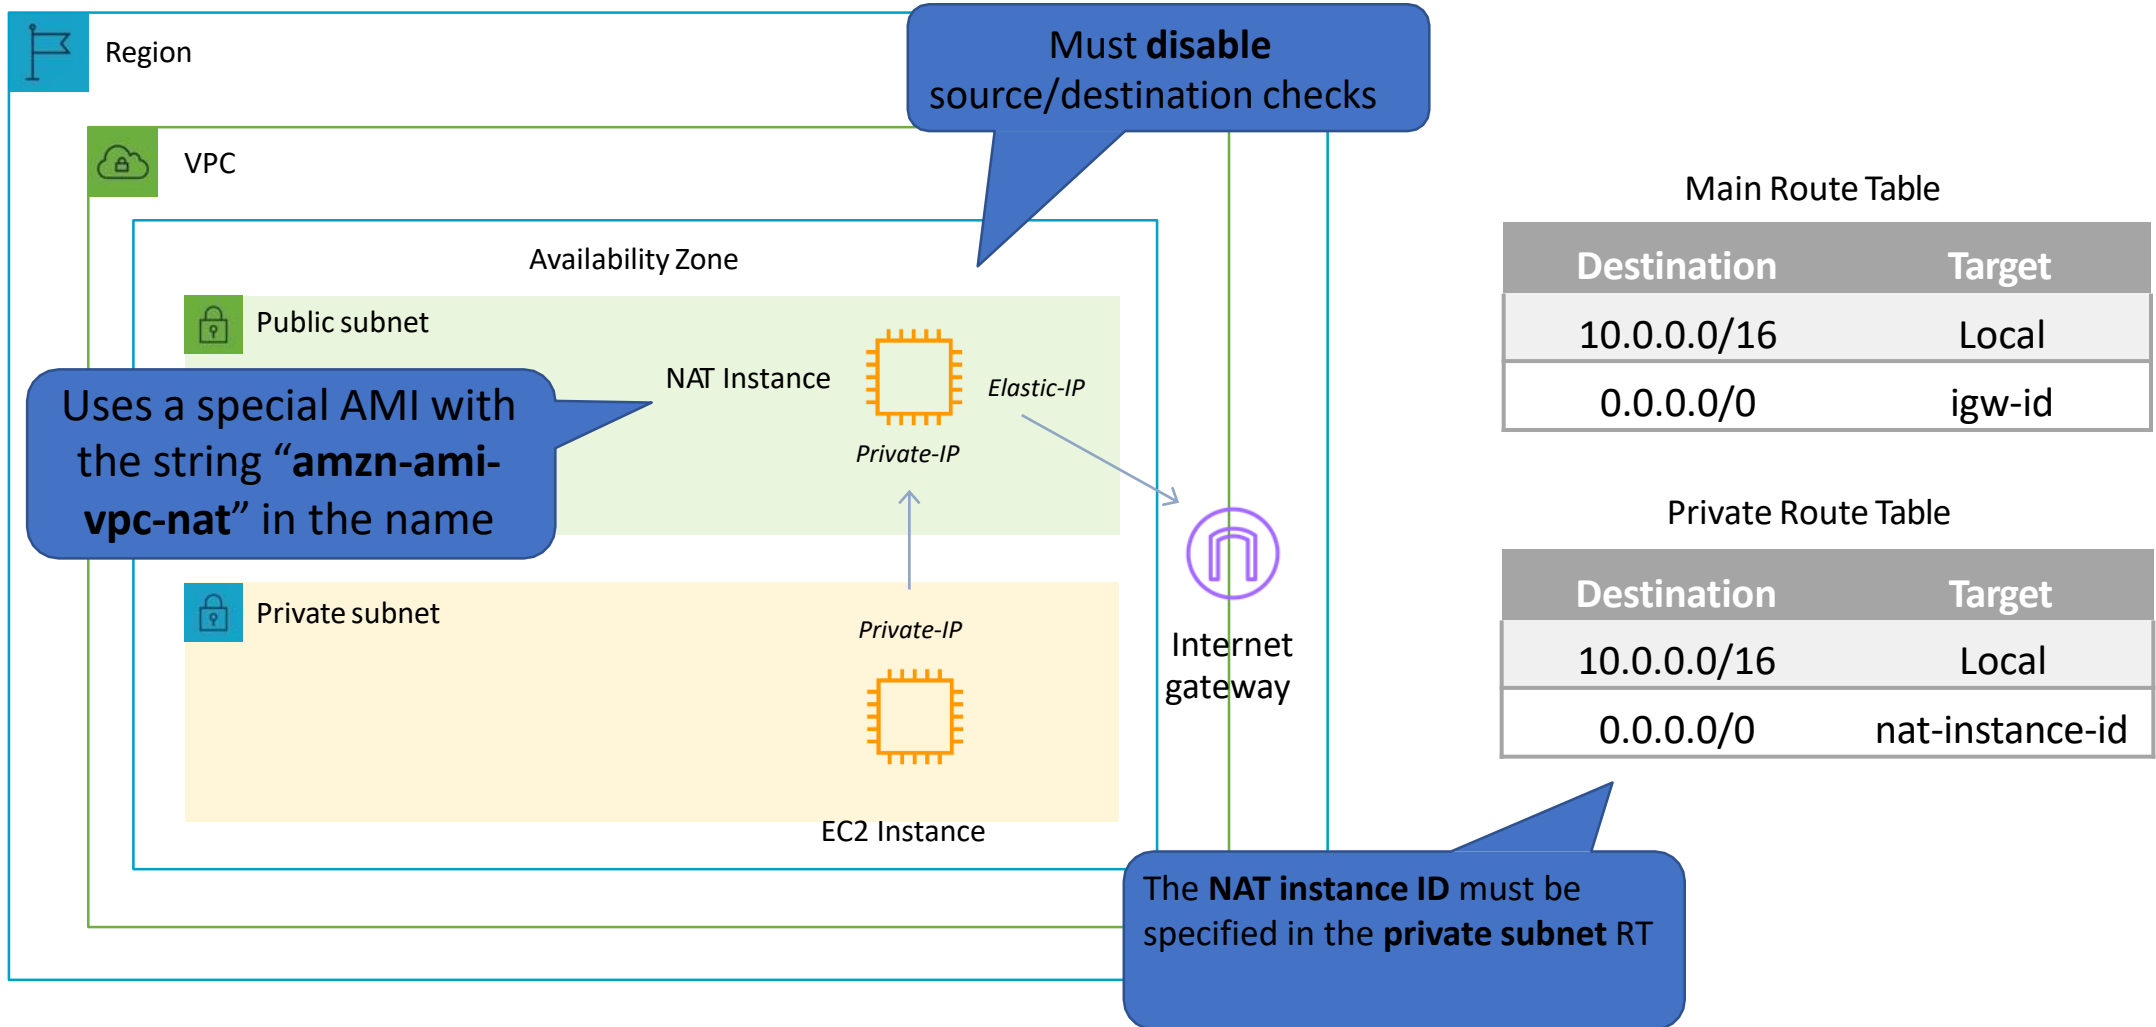 Region
Must disable
source/destination checks
VPC
Availability Zone
Public subnet
NAT Instance
Elastic-IP
Private-IP
Uses a special AMI with
the string “amzn-ami-
vpc-nat” in the name
Private subnet
Private-IP
EC2 Instance
Internet
gateway
Main Route Table
Destination Target
10.0.0.0/16 Local
0.0.0.0/0 igw-id
Private Route Table
Destination Target
10.0.0.0/16 Local
0.0.0.0/0 nat-instance-id
The NAT instance ID must be
specified in the private subnet RT